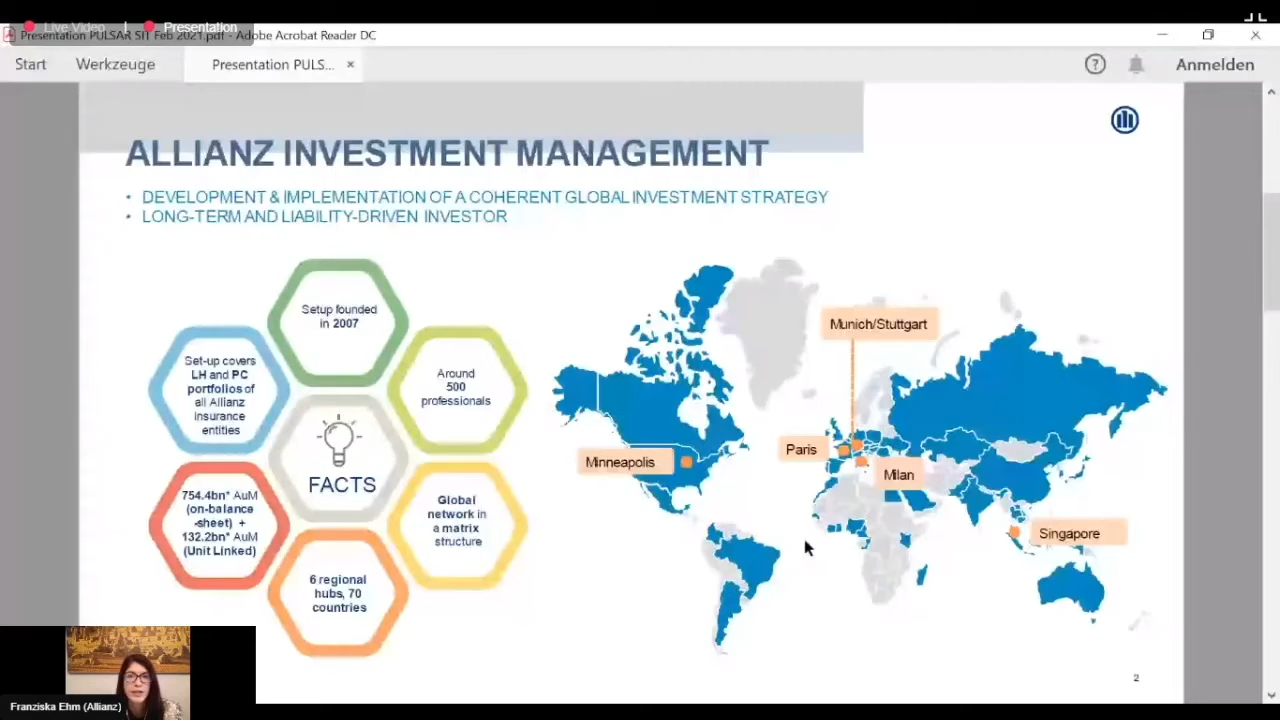 Live Video | Presentation
Presentation PULSAR SIT Feb 2021.pdf - Adobe Acrobat Reader DC
Start Werkzeuge Presentation PULS... × Anmelden
ALLIANZ INVESTMENT MANAGEMENT
• DEVELOPMENT & IMPLEMENTATION OF A COHERENT GLOBAL INVESTMENT STRATEGY
• LONG-TERM AND LIABILITY-DRIVEN INVESTOR
Setup founded
in 2007
Set-up covers
LH and PC
portfolios of
all Allianz
insurance
entities
Around
500
professionals
FACTS
754.4bn* AuM
(on-balance
-sheet) +
132.2bn* AuM
(Unit Linked)
Global
network in
a matrix
structure
6 regional
hubs, 70
countries
Munich/Stuttgart
Paris
Minneapolis
Milan
Singapore
2
Franziska Ehm (Allianz)